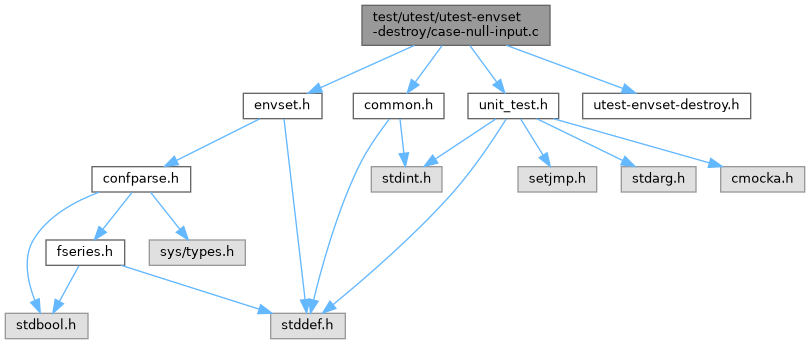 test/utest/utest-envset
-destroy/case-null-input.c
envset.h
common.h
unit_test.h
utest-envset-destroy.h
confparse.h
stdint.h
setjmp.h
stdarg.h
cmocka.h
fseries.h
sys/types.h
stdbool.h
stddef.h